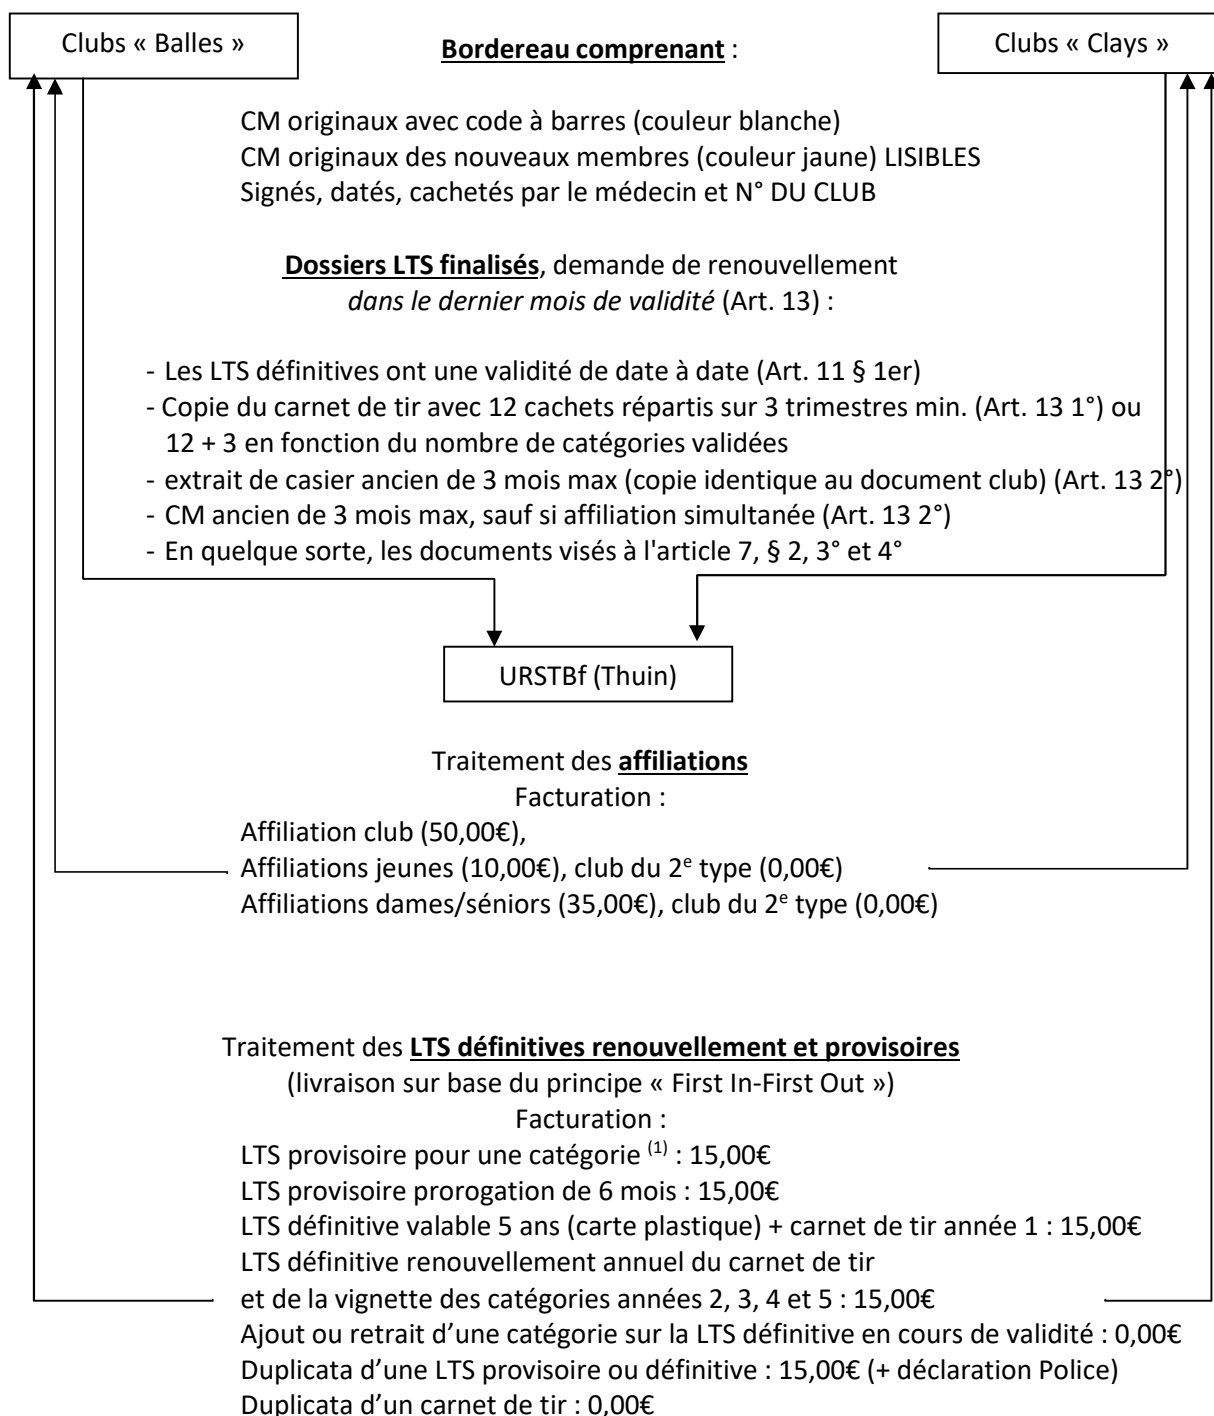 Clubs « Balles »
Clubs « Clays »
Bordereau comprenant :
CM originaux avec code à barres (couleur blanche)
CM originaux des nouveaux membres (couleur jaune) LISIBLES
Signés, datés, cachetés par le médecin et N° DU CLUB
Dossiers LTS finalisés, demande de renouvellement
dans le dernier mois de validité (Art. 13) :
- Les LTS définitives ont une validité de date à date (Art. 11 § 1er)
- Copie du carnet de tir avec 12 cachets répartis sur 3 trimestres min. (Art. 13 1°) ou
12 + 3 en fonction du nombre de catégories validées
- extrait de casier ancien de 3 mois max (copie identique au document club) (Art. 13 2°)
- CM ancien de 3 mois max, sauf si affiliation simultanée (Art. 13 2°)
- En quelque sorte, les documents visés à l'article 7, § 2, 3° et 4°
URSTBf (Thuin)
Traitement des affiliations
Facturation :
Affiliation club (50,00€),
Affiliations jeunes (10,00€), club du 2e type (0,00€)
Affiliations dames/séniors (35,00€), club du 2e type (0,00€)
Traitement des LTS définitives renouvellement et provisoires
(livraison sur base du principe « First In-First Out »)
Facturation :
LTS provisoire pour une catégorie (1) : 15,00€
LTS provisoire prorogation de 6 mois : 15,00€
LTS définitive valable 5 ans (carte plastique) + carnet de tir année 1 : 15,00€
LTS définitive renouvellement annuel du carnet de tir
et de la vignette des catégories années 2, 3, 4 et 5 : 15,00€
Ajout ou retrait d’une catégorie sur la LTS définitive en cours de validité : 0,00€
Duplicata d’une LTS provisoire ou définitive : 15,00€ (+ déclaration Police)
Duplicata d’un carnet de tir : 0,00€